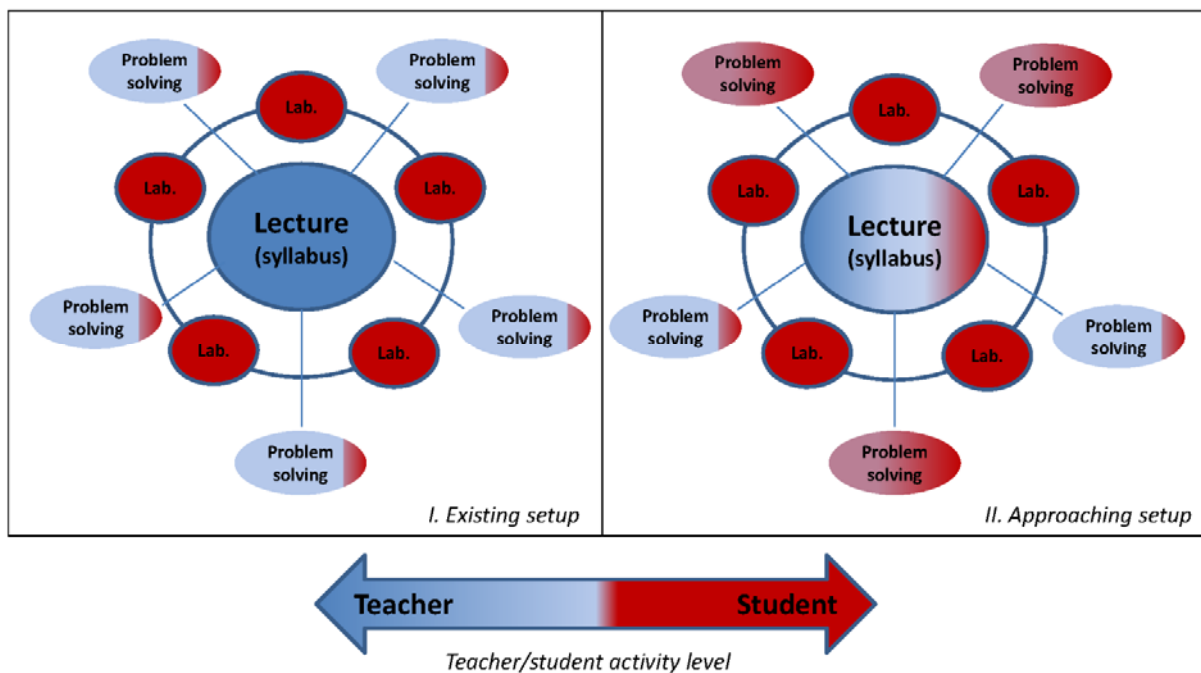 Problem
solving
Problem
solving
Lab.
Lab.
Lab.
Lecture
(syllabus)
Problem
solving
Problem
solving
Lab.
Lab.
Problem
solving
I. Existing setup
Problem
solving
Problem
solving
Lab.
Lab.
Lab.
Lecture
(syllabus)
Problem
solving
Problem
solving
Lab.
Lab.
Problem
solving
II. Approaching setup
Teacher
Student
Teacher/student activity level